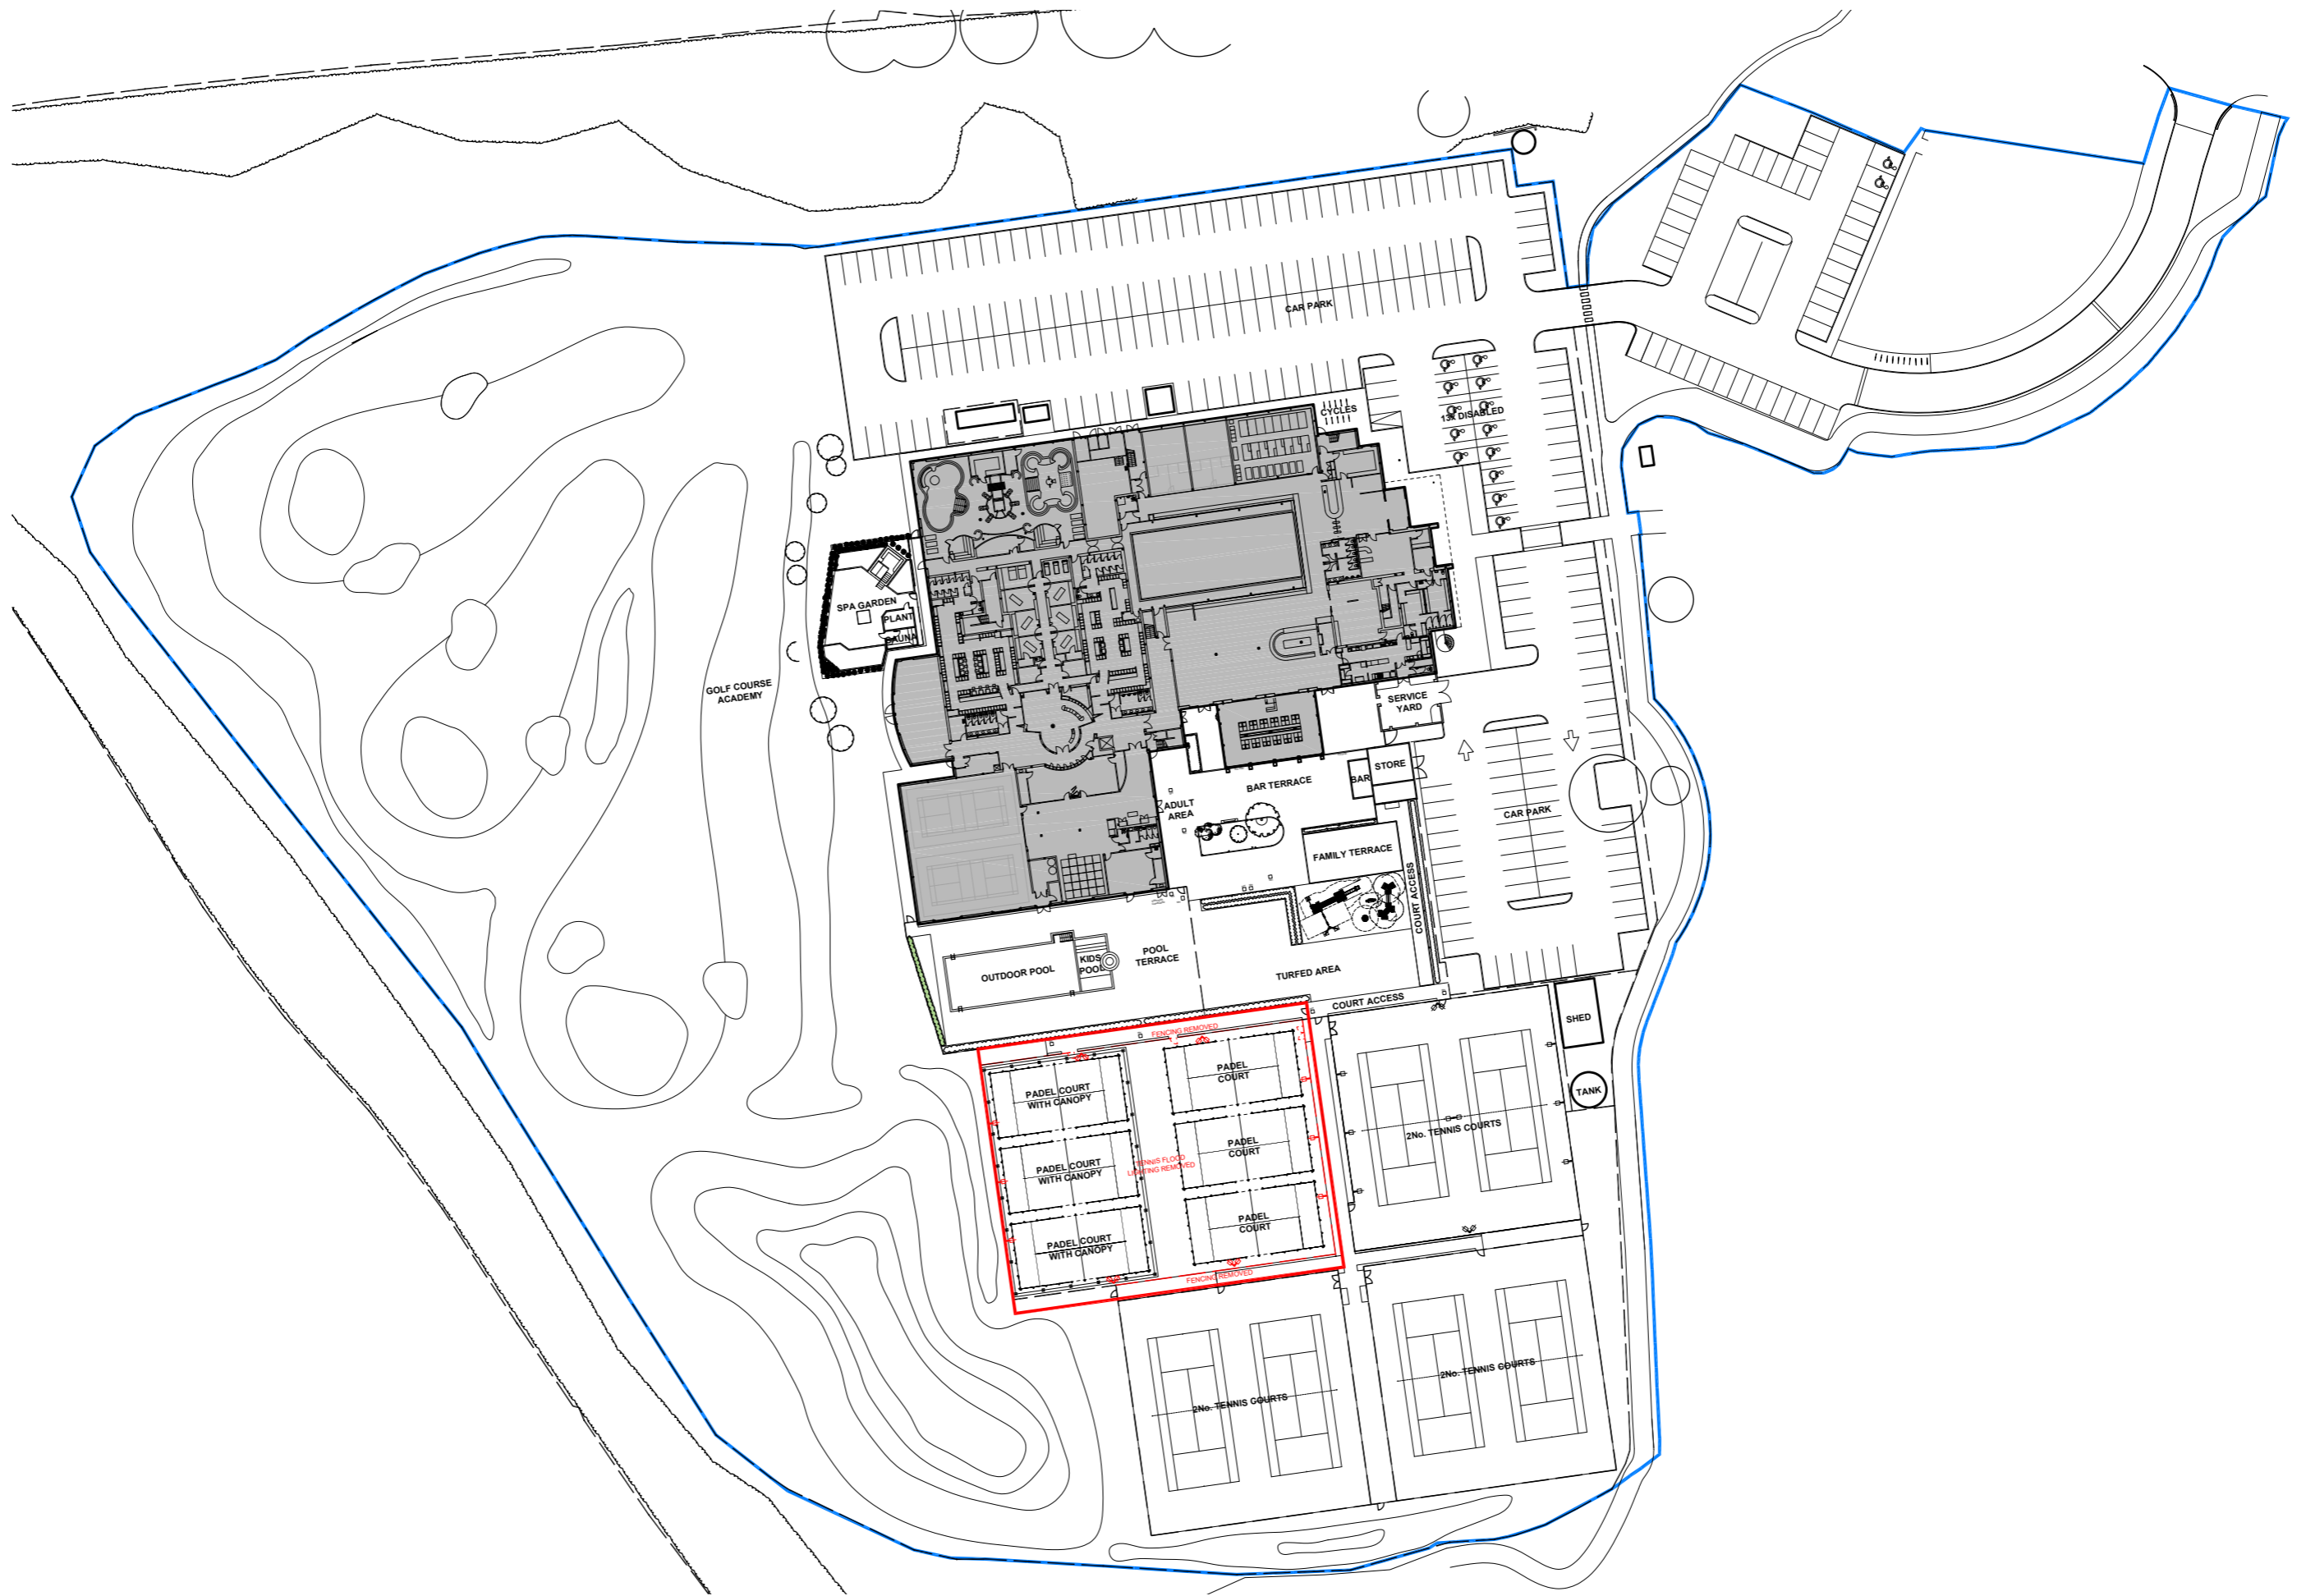 CAR PARK
CYCLES
13x DISABLED
SPA GARDEN
PLANT
SAUNA
GOLF COURSE
ACADEMY
SERVICE
YARD
STORE
BAR
BAR TERRACE
ADULT
AREA
CAR PARK
FAMILY TERRACE
COURT ACCESS
POOL
TERRACE
KIDS
POOL
OUTDOOR POOL
TURFED AREA
COURT ACCESS
SHED
FENCING REMOVED
PADEL
COURT
PADEL COURT
WITH CANOPY
TANK
2No. TENNIS COURTS
PADEL
COURT
TENNIS FLOOD
LIGHTING REMOVED
PADEL COURT
WITH CANOPY
PADEL
COURT
PADEL COURT
WITH CANOPY
FENCING REMOVED
2No. TENNIS COURTS
2No. TENNIS COURTS